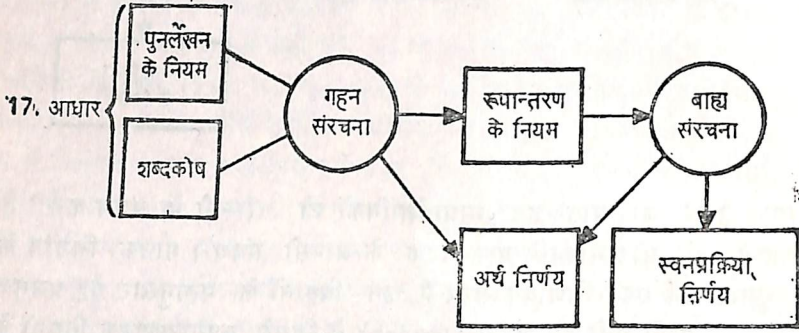 पुनर्लेखन
के नियम
17. आधार
शब्दकोष
गहन
संरचना
रूपान्तरण
के नियम
बाह्य
संरचना
अर्थ निर्णय
स्वनप्रक्रिया,
निर्णय